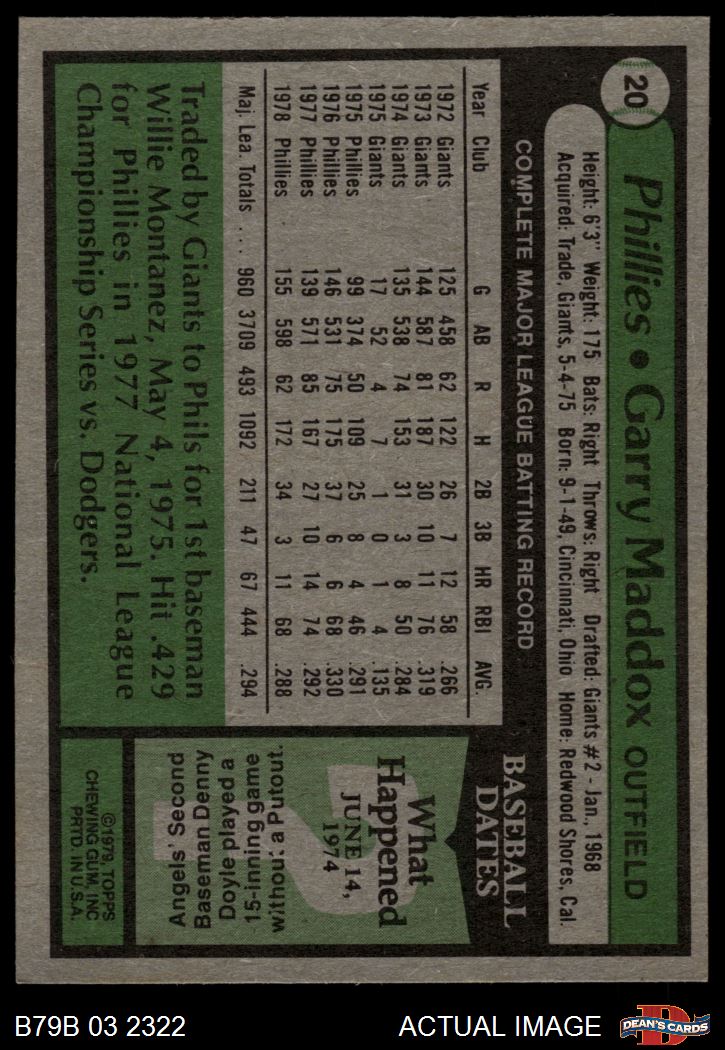 20
Phillies • Garry Maddox OUTFIELD
Height: 6'3" Weight: 175 Bats: Right Throws: Right Drafted: Giants #2 - Jan., 1968
Acquired: Trade, Giants, 5-4-75 Born: 9-1-49, Cincinnati, Ohio Home: Redwood Shores, Cal.
COMPLETE MAJOR LEAGUE BATTING RECORD
Year Club G AB R H 2B 3B HR RBI AVG.
1972 Giants 125 458 62 122 26 7 12 58 .266
1973 Giants 144 587 81 187 30 10 11 76 .319
1974 Giants 135 538 74 153 31 3 8 50 .284
1975 Giants 17 52 4 7 1 0 1 4 .135
1975 Phillies 99 374 50 109 25 8 4 46 .291
1976 Phillies 146 531 75 175 37 6 6 68 .330
1977 Phillies 139 571 85 167 27 10 14 74 .292
1978 Phillies 155 598 62 172 34 3 11 68 .288
Maj. Lea. Totals . . . . 960 3709 493 1092 211 47 67 444 .294
Traded by Giants to Phils for 1st baseman
Willie Montanez, May 4, 1975. Hit .429
for Phillies in 1977 National League
Championship Series vs. Dodgers.
BASEBALL
DATES
What
Happened
JUNE 14,
1974
?
Angels' Second
Baseman Denny
Doyle played a
15-inning game
without a Putout.
©1979, TOPPS
CHEWING GUM, INC
PRTD. IN U.S.A.
B79B 03 2322 ACTUAL IMAGE
D
DEAN'S CARDS